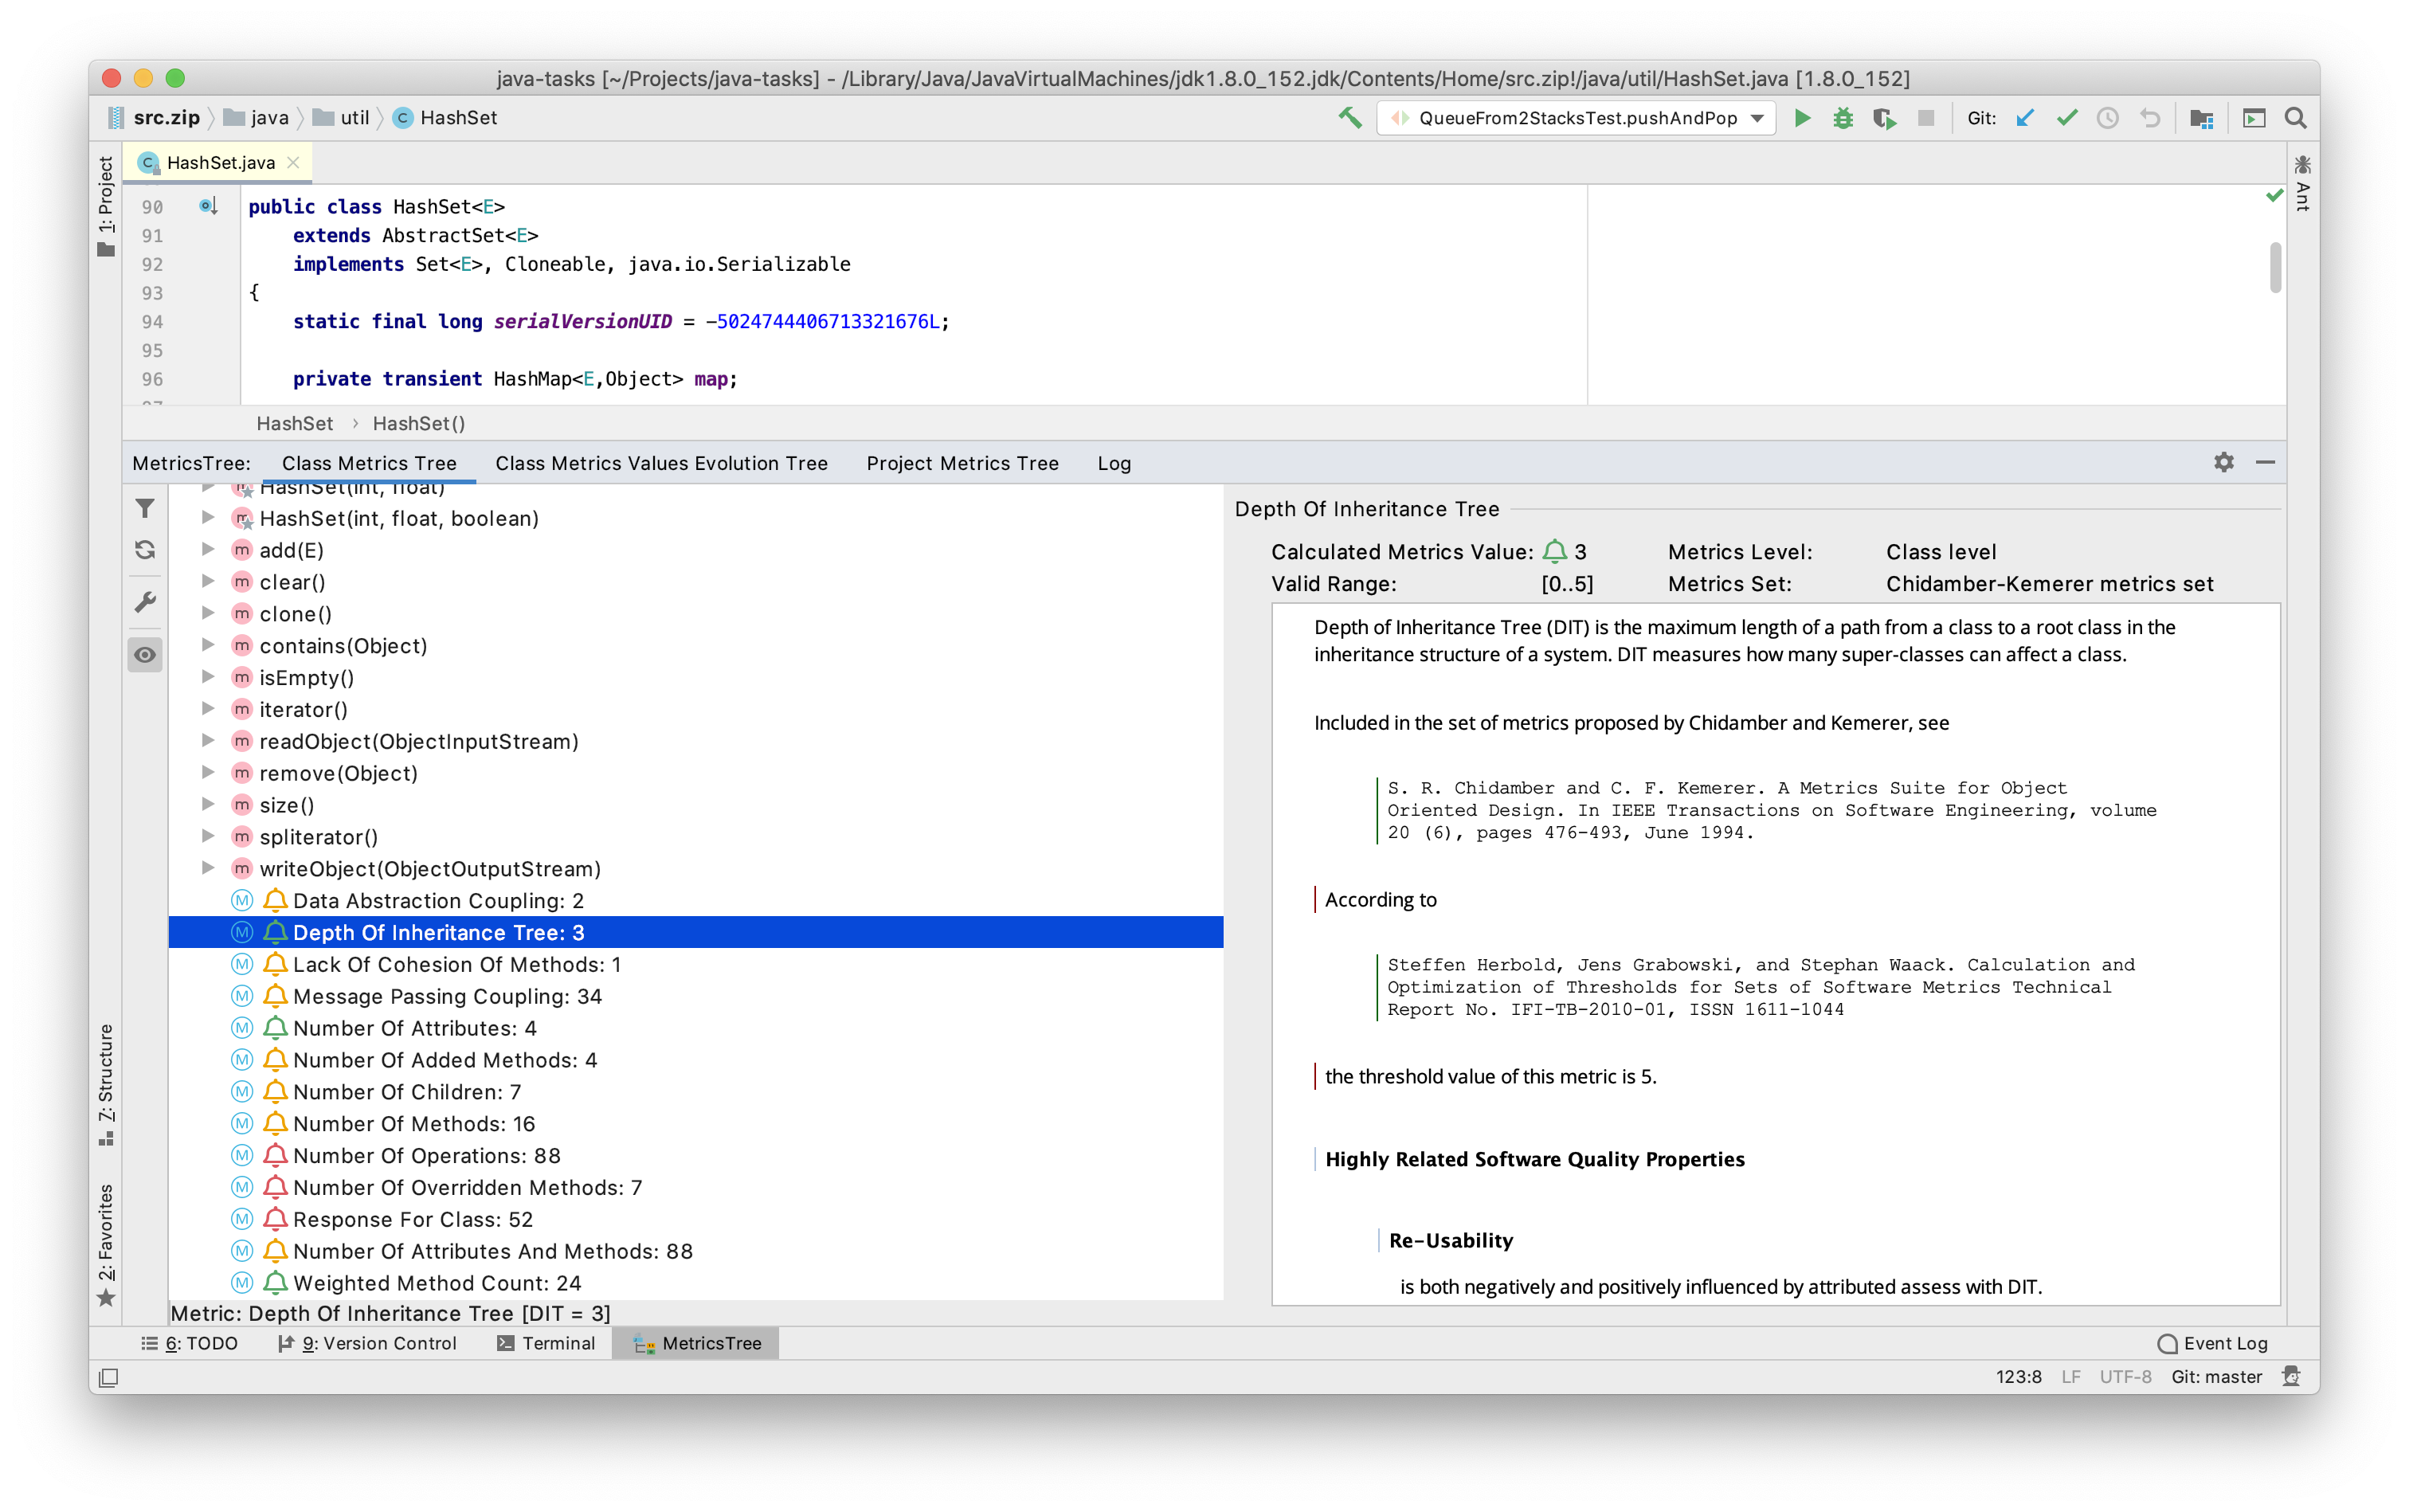 java-tasks [~/Projects/java-tasks] - /Library/Java/JavaVirtualMachines/jdk1.8.0_152.jdk/Contents/Home/src.zip!/java/util/HashSet.java [1.8.0_152]
src.zip java util C HashSet
QueueFrom2StacksTest.pushAndPop
Git:
1: Project
C HashSet.java
Ant
90 public class HashSet<E>
91 extends AbstractSet<E>
92 implements Set<E>, Cloneable, java.io.Serializable
93 {
94 static final long serialVersionUID = -5024744406713321676L;
95
96 private transient HashMap<E,Object> map;
97
HashSet › HashSet()
MetricsTree: Class Metrics Tree Class Metrics Values Evolution Tree Project Metrics Tree Log
m HashSet(int, float)
m HashSet(int, float, boolean)
m add(E)
m clear()
m clone()
m contains(Object)
m isEmpty()
m iterator()
m readObject(ObjectInputStream)
m remove(Object)
m size()
m spliterator()
m writeObject(ObjectOutputStream)
M Data Abstraction Coupling: 2
M Depth Of Inheritance Tree: 3
M Lack Of Cohesion Of Methods: 1
M Message Passing Coupling: 34
M Number Of Attributes: 4
M Number Of Added Methods: 4
M Number Of Children: 7
M Number Of Methods: 16
M Number Of Operations: 88
M Number Of Overridden Methods: 7
M Response For Class: 52
M Number Of Attributes And Methods: 88
M Weighted Method Count: 24
Metric: Depth Of Inheritance Tree [DIT = 3]
7: Structure
2: Favorites
Depth Of Inheritance Tree
Calculated Metrics Value: 3 Metrics Level: Class level
Valid Range: [0..5] Metrics Set: Chidamber-Kemerer metrics set
Depth of Inheritance Tree (DIT) is the maximum length of a path from a class to a root class in the
inheritance structure of a system. DIT measures how many super-classes can affect a class.
Included in the set of metrics proposed by Chidamber and Kemerer, see
S. R. Chidamber and C. F. Kemerer. A Metrics Suite for Object
Oriented Design. In IEEE Transactions on Software Engineering, volume
20 (6), pages 476-493, June 1994.
According to
Steffen Herbold, Jens Grabowski, and Stephan Waack. Calculation and
Optimization of Thresholds for Sets of Software Metrics Technical
Report No. IFI-TB-2010-01, ISSN 1611-1044
the threshold value of this metric is 5.
Highly Related Software Quality Properties
Re-Usability
is both negatively and positively influenced by attributed assess with DIT.
6: TODO 9: Version Control Terminal MetricsTree Event Log
123:8 LF UTF-8 Git: master